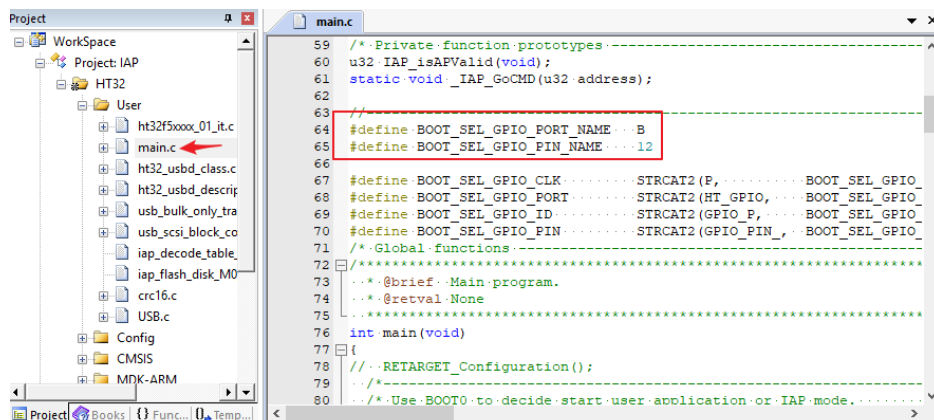 Project
WorkSpace
Project: IAP
HT32
User
ht32f5xxxx_01_it.c
main.c
ht32_usbd_class.c
ht32_usbd_descrip
usb_bulk_only_tra
usb_scsi_block_co
iap_decode_table_
iap_flash_disk_M0
crc16.c
USB.c
Config
CMSIS
MDK-ARM
Project Books {} Func... Temp...
main.c
59 /* Private function prototypes ----------------------------------------
60 u32 IAP_isAPValid(void);
61 static void _IAP_GoCMD(u32 address);
62
63 //----------------------------------------------------------------------
64 #define BOOT_SEL_GPIO_PORT_NAME   B
65 #define BOOT_SEL_GPIO_PIN_NAME    12
66
67 #define BOOT_SEL_GPIO_CLK         STRCAT2(P,         BOOT_SEL_GPIO_
68 #define BOOT_SEL_GPIO_PORT        STRCAT2(HT_GPIO,   BOOT_SEL_GPIO_
69 #define BOOT_SEL_GPIO_ID          STRCAT2(GPIO_P,    BOOT_SEL_GPIO_
70 #define BOOT_SEL_GPIO_PIN         STRCAT2(GPIO_PIN_, BOOT_SEL_GPIO_
71 /* Global functions ---------------------------------------------------
72 /**********************************************************************
73   * @brief  Main program.
74   * @retval None
75   *********************************************************************
76 int main(void)
77 {
78 //  RETARGET_Configuration();
79   /*-------------------------------------------------------------------
80   /* Use BOOT0 to decide start user application or IAP mode.